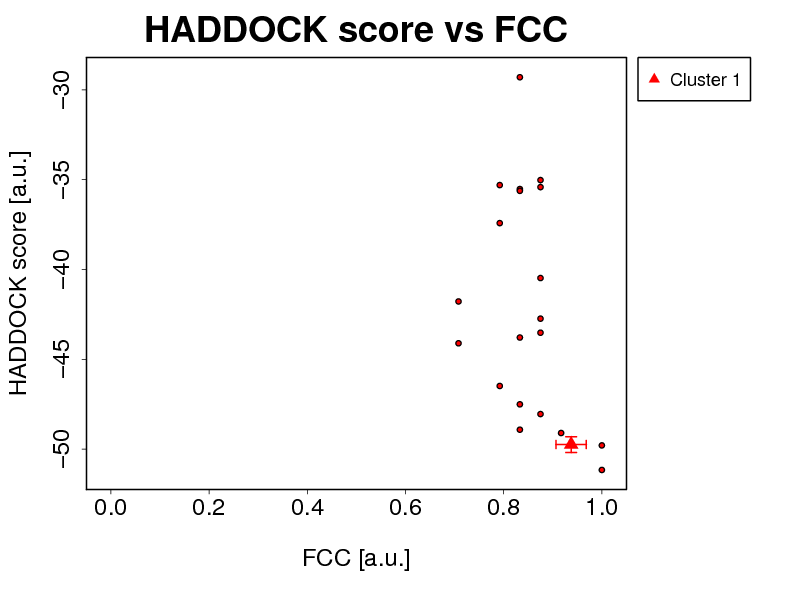 HADDOCK score vs FCC
Cluster 1
HADDOCK score [a.u.]
−30
−35
−40
−45
−50
0.0 0.2 0.4 0.6 0.8 1.0
FCC [a.u.]